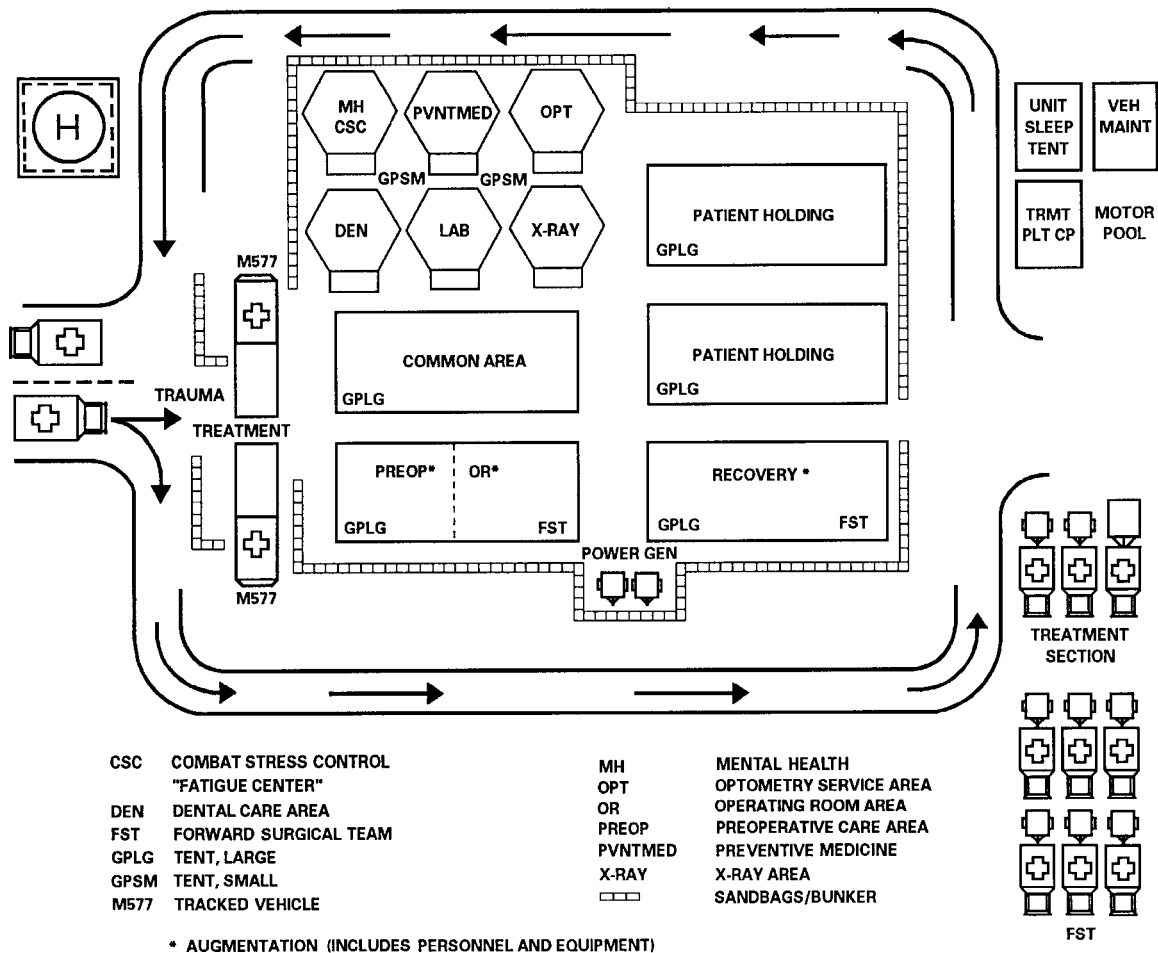 H
MH
CSC
PVNTMED
OPT
GPSM
GPSM
DEN
LAB
X-RAY
UNIT
SLEEP
TENT
VEH
MAINT
TRMT
PLT CP
MOTOR
POOL
PATIENT HOLDING
GPLG
M577
COMMON AREA
GPLG
PATIENT HOLDING
GPLG
TRAUMA
TREATMENT
PREOP*
OR*
GPLG
FST
RECOVERY *
GPLG
FST
POWER GEN
M577
TREATMENT
SECTION
FST
CSC COMBAT STRESS CONTROL
"FATIGUE CENTER"
DEN DENTAL CARE AREA
FST FORWARD SURGICAL TEAM
GPLG TENT, LARGE
GPSM TENT, SMALL
M577 TRACKED VEHICLE
MH MENTAL HEALTH
OPT OPTOMETRY SERVICE AREA
OR OPERATING ROOM AREA
PREOP PREOPERATIVE CARE AREA
PVNTMED PREVENTIVE MEDICINE
X-RAY X-RAY AREA
SANDBAGS/BUNKER
* AUGMENTATION (INCLUDES PERSONNEL AND EQUIPMENT)